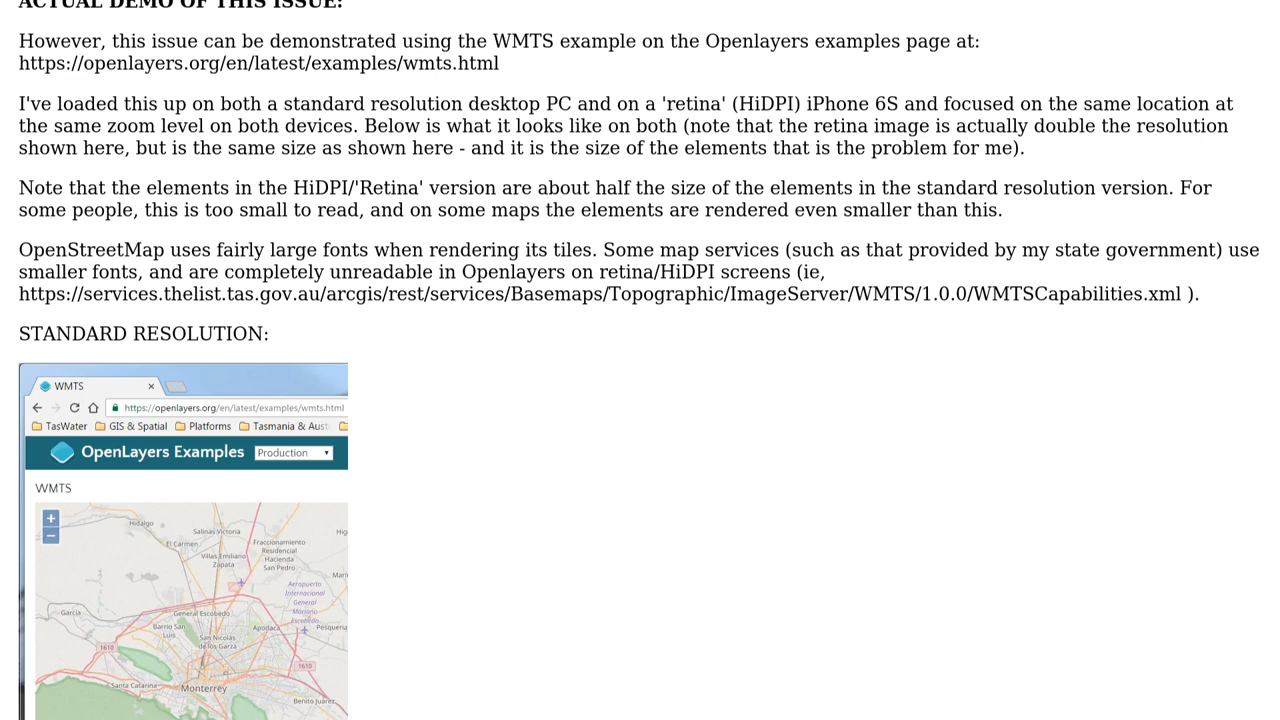 ACTUAL DEMO OF THIS ISSUE:
However, this issue can be demonstrated using the WMTS example on the Openlayers examples page at:
https://openlayers.org/en/latest/examples/wmts.html
I've loaded this up on both a standard resolution desktop PC and on a 'retina' (HiDPI) iPhone 6S and focused on the same location at
the same zoom level on both devices. Below is what it looks like on both (note that the retina image is actually double the resolution
shown here, but is the same size as shown here - and it is the size of the elements that is the problem for me).
Note that the elements in the HiDPI/'Retina' version are about half the size of the elements in the standard resolution version. For
some people, this is too small to read, and on some maps the elements are rendered even smaller than this.
OpenStreetMap uses fairly large fonts when rendering its tiles. Some map services (such as that provided by my state government) use
smaller fonts, and are completely unreadable in Openlayers on retina/HiDPI screens (ie,
https://services.thelist.tas.gov.au/arcgis/rest/services/Basemaps/Topographic/ImageServer/WMTS/1.0.0/WMTSCapabilities.xml ).
STANDARD RESOLUTION:
WMTS
https://openlayers.org/en/latest/examples/wmts.html
TasWater GIS & Spatial Platforms Tasmania & Aust
OpenLayers Examples Production
WMTS
+
−
Hidalgo
Salinas Victoria
Hig
El Carmen
Fraccionamiento
Residencial
Hacienda
San Pedro
Villas Emiliano
Zapata
Marí
Aeropuerto
Internacional
General
Mariano
Escobedo
García
General Escobedo
Barrio San
Luis
Apodaca
Pesquería
San Nicolás
de los Garza
1610
1610
Santa Catarina
Monterrey
Benito Juárez